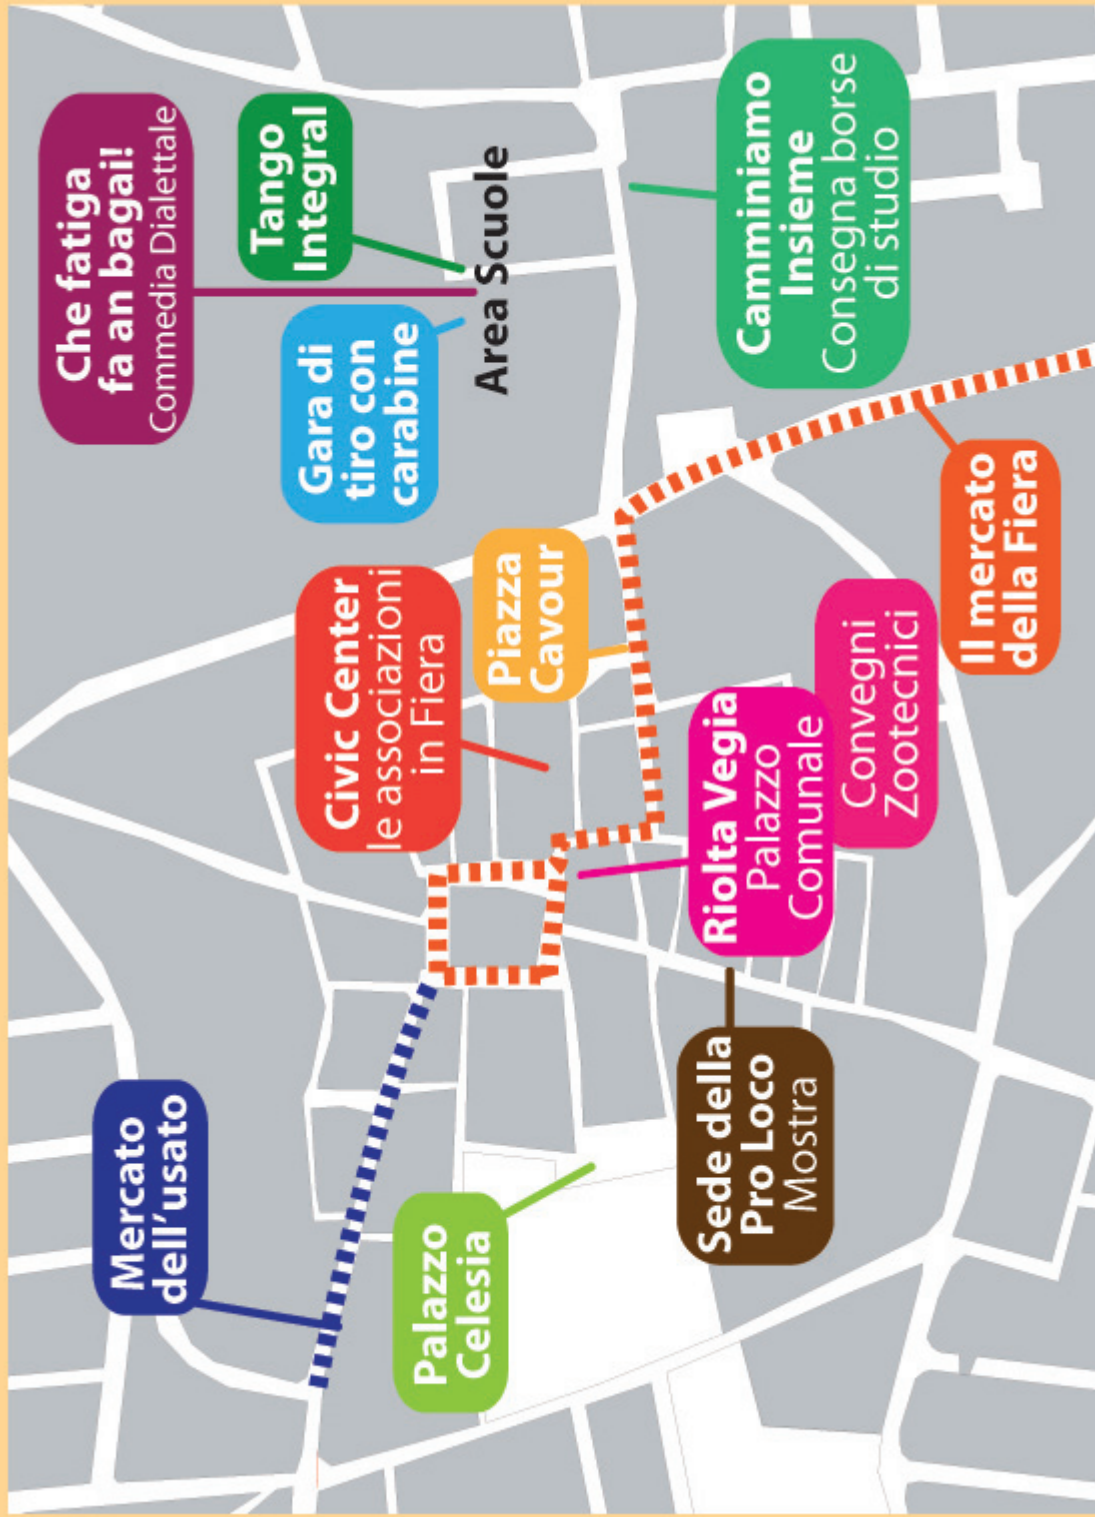 Che fatiga
fa an bagai!
Commedia Dialettale
Tango
Integral
Gara di
tiro con
carabine
Area Scuole
Camminiamo
Insieme
Consegna borse
di studio
Civic Center
le associazioni
in Fiera
Piazza
Cavour
Il mercato
della Fiera
Riolta Vegia
Palazzo
Comunale
Convegni
Zootecnici
Mercato
dell'usato
Palazzo
Celesia
Sede della
Pro Loco
Mostra